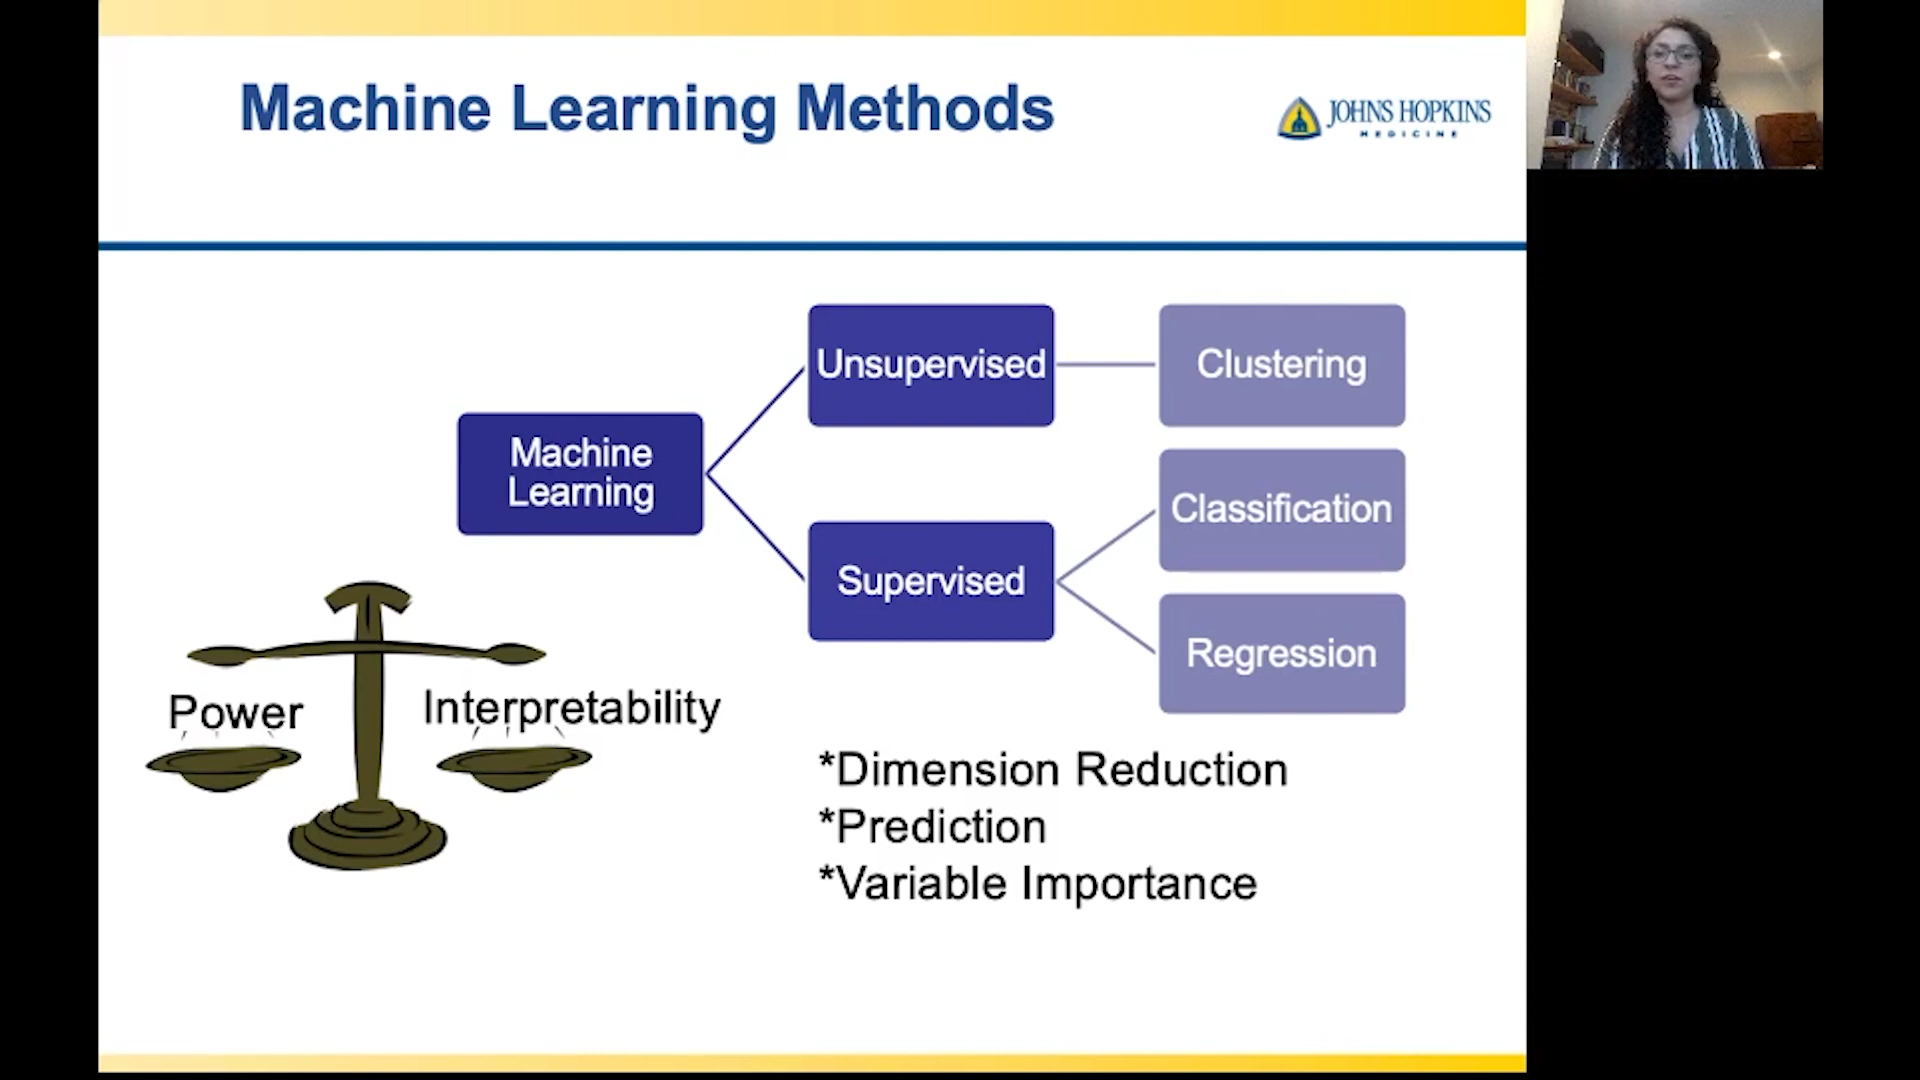 Machine Learning Methods
JOHNS HOPKINS
MEDICINE
Machine
Learning
Unsupervised
Supervised
Clustering
Classification
Regression
Power
Interpretability
*Dimension Reduction
*Prediction
*Variable Importance